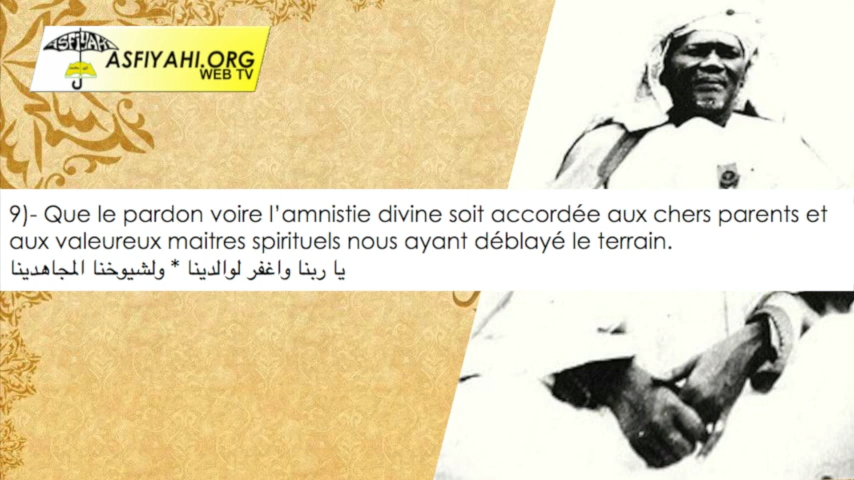 ASFIYAHI
ASFIYAHI.ORG
WEB TV
9)- Que le pardon voire l’amnistie divine soit accordée aux chers parents et
aux valeureux maitres spirituels nous ayant déblayé le terrain.
يا ربنا واغفر لوالدينا * ولشيوخنا المجاهدينا